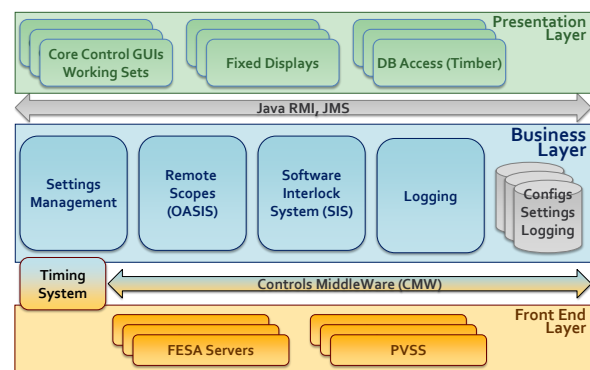 Presentation
Layer
Core Control GUIs
Working Sets
Fixed Displays
DB Access (Timber)
Java RMI, JMS
Business
Layer
Settings
Management
Remote
Scopes
(OASIS)
Software
Interlock
System (SIS)
Logging
Configs
Settings
Logging
Timing
System
Controls MiddleWare (CMW)
Front End
Layer
FESA Servers
PVSS